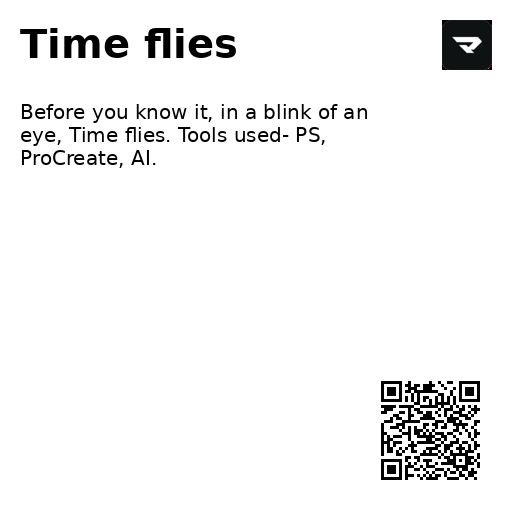 Time flies
Before you know it, in a blink of an
eye, Time flies. Tools used- PS,
ProCreate, AI.